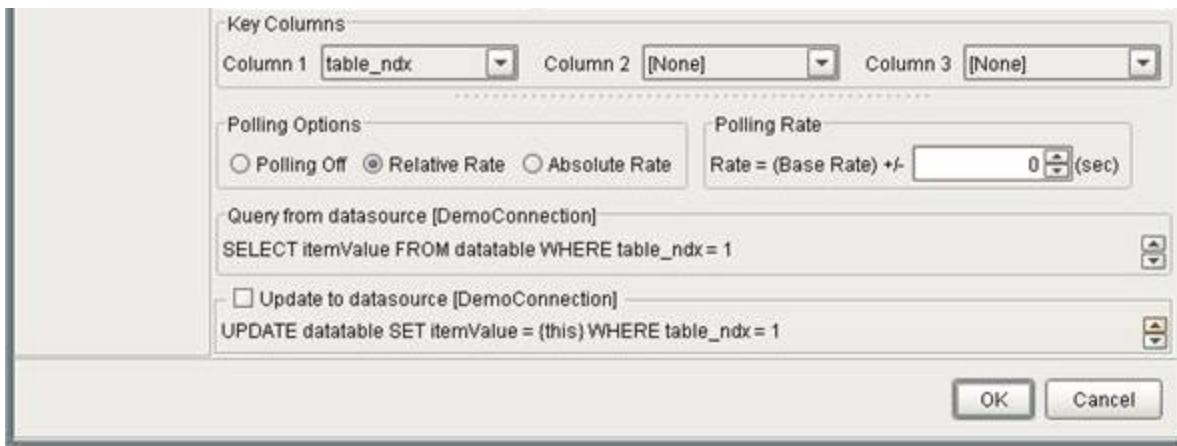 Key Columns
Column 1 table_ndx Column 2 [None] Column 3 [None]
Polling Options
Polling Off Relative Rate Absolute Rate
Polling Rate
Rate = (Base Rate) +/- 0 (sec)
Query from datasource [DemoConnection]
SELECT itemValue FROM datatable WHERE table_ndx = 1
Update to datasource [DemoConnection]
UPDATE datatable SET itemValue = {this} WHERE table_ndx = 1
OK Cancel